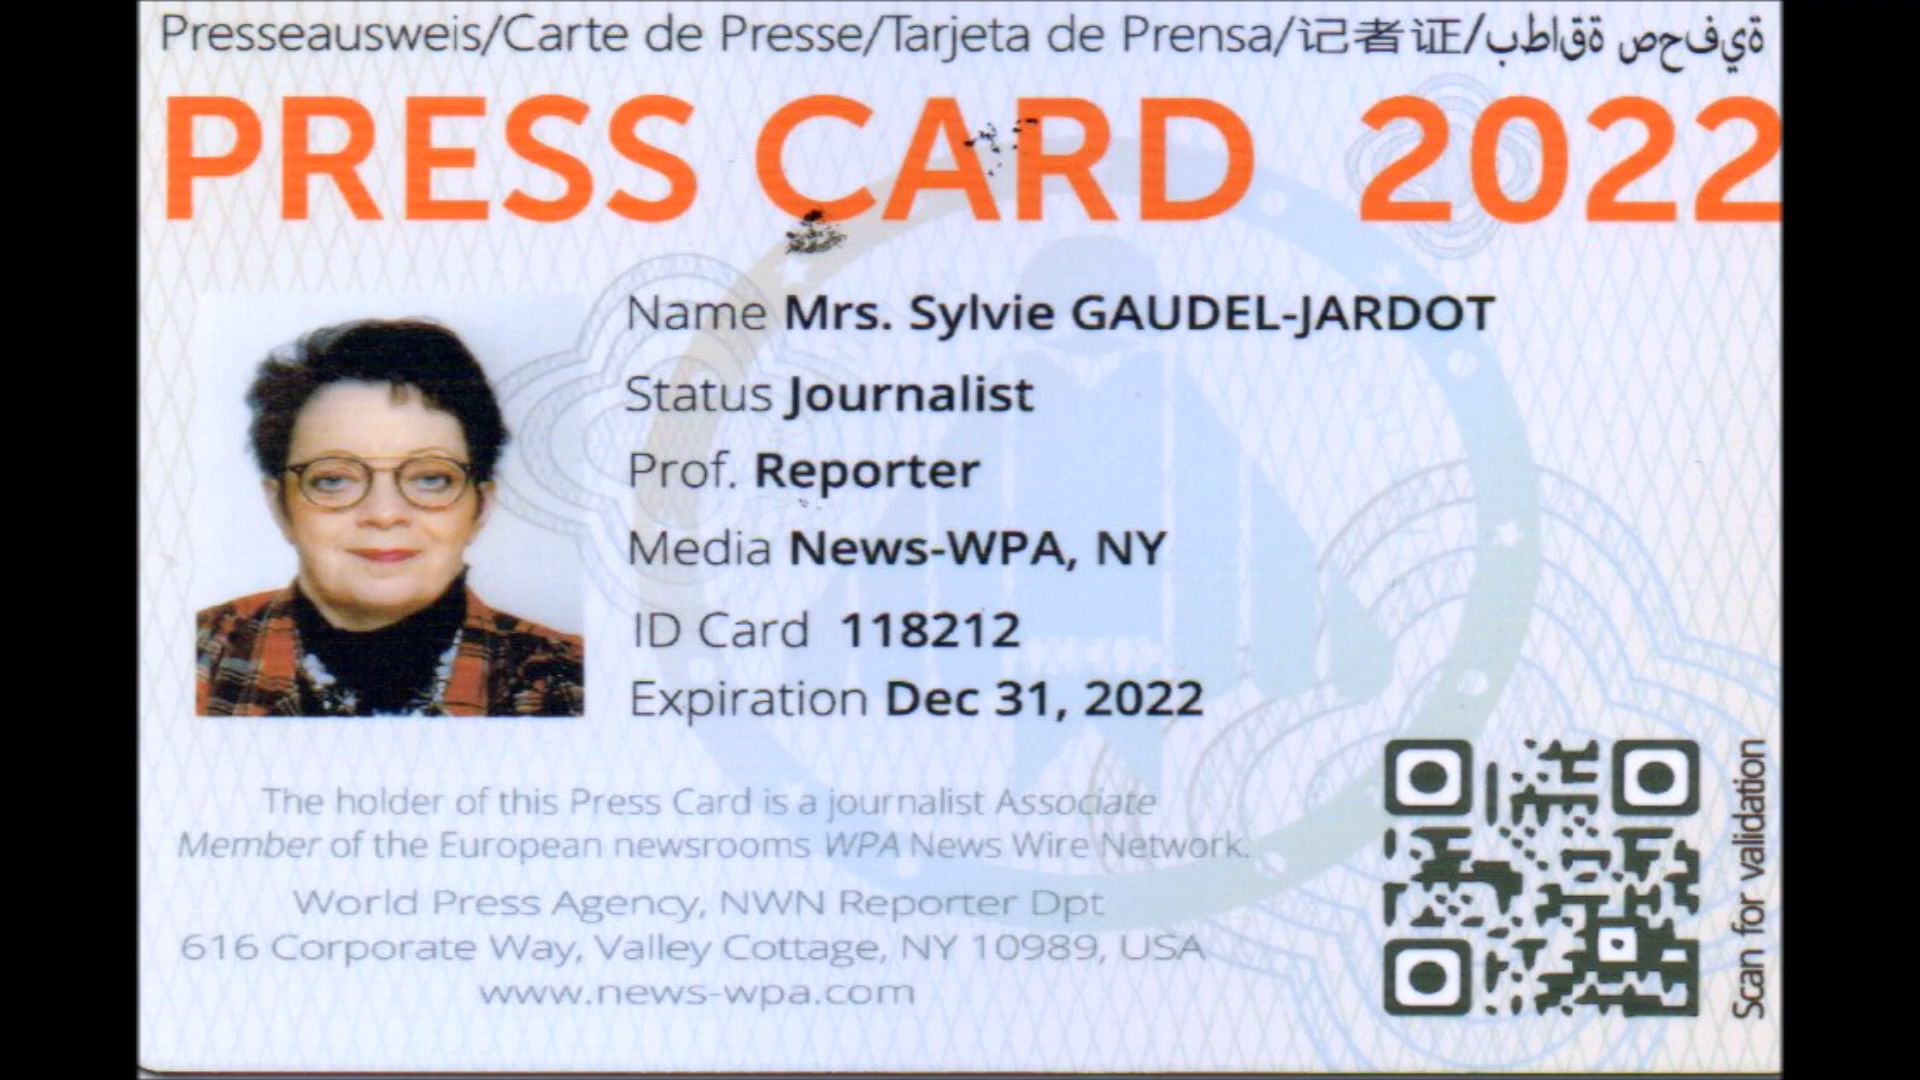 Presseausweis/Carte de Presse/Tarjeta de Prensa/记者证/ةيفحص ةقاطب
PRESS CARD 2022
Name Mrs. Sylvie GAUDEL-JARDOT
Status Journalist
Prof. Reporter
Media News-WPA, NY
ID Card 118212
Expiration Dec 31, 2022
The holder of this Press Card is a journalist Associate
Member of the European newsrooms WPA News Wire Network.
World Press Agency, NWN Reporter Dpt
616 Corporate Way, Valley Cottage, NY 10989, USA
www.news-wpa.com
Scan for validation